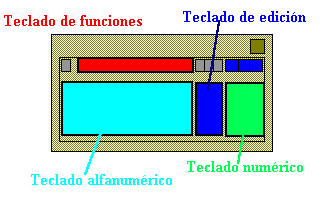 Teclado de funciones
Teclado de edición
Teclado numérico
Teclado alfanumérico